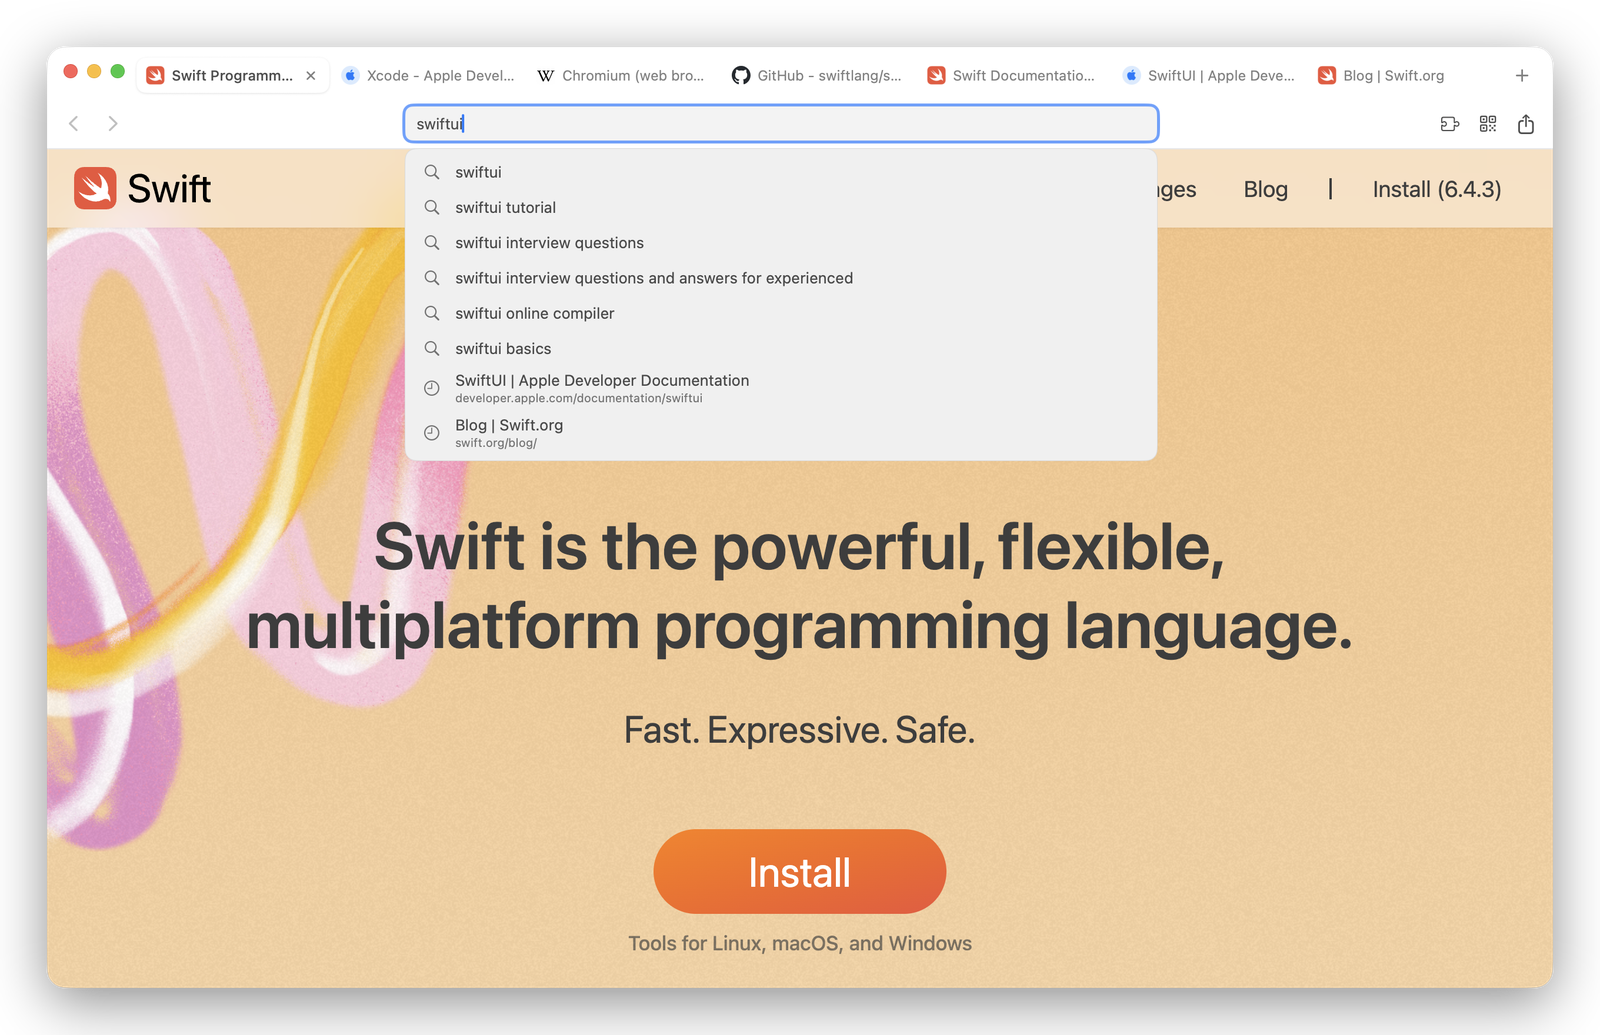 Swift Programm...
Xcode - Apple Devel...
Chromium (web bro...
GitHub - swiftlang/s...
Swift Documentatio...
SwiftUI | Apple Deve...
Blog | Swift.org
swiftui
Swift
Blog
|
Install (6.4.3)
swiftui
swiftui tutorial
swiftui interview questions
swiftui interview questions and answers for experienced
swiftui online compiler
swiftui basics
SwiftUI | Apple Developer Documentation
developer.apple.com/documentation/swiftui
Blog | Swift.org
swift.org/blog/
Swift is the powerful, flexible,
multiplatform programming language.
Fast. Expressive. Safe.
Install
Tools for Linux, macOS, and Windows